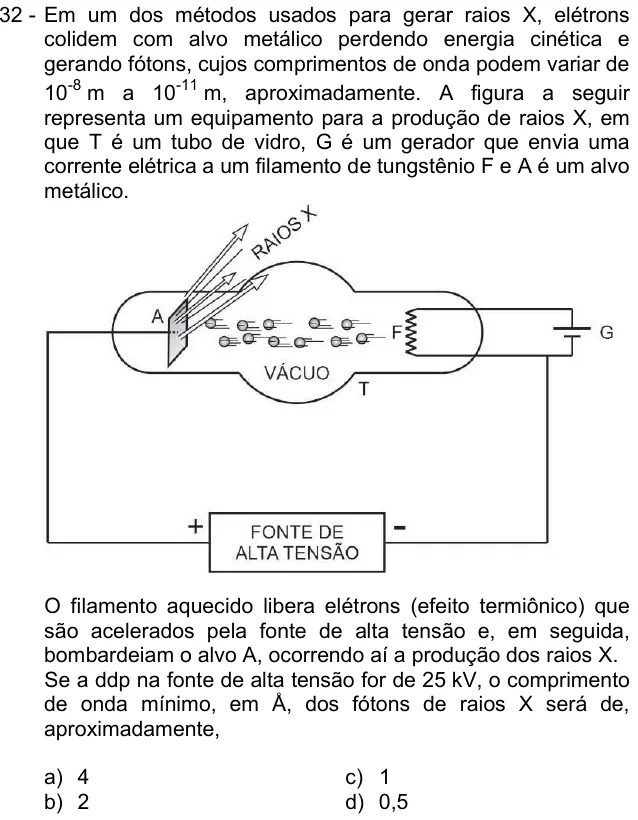 32 - Em um dos métodos usados para gerar raios X, elétrons
colidem com alvo metálico perdendo energia cinética e
gerando fótons, cujos comprimentos de onda podem variar de
10⁻⁸ m a 10⁻¹¹ m, aproximadamente. A figura a seguir
representa um equipamento para a produção de raios X, em
que T é um tubo de vidro, G é um gerador que envia uma
corrente elétrica a um filamento de tungstênio F e A é um alvo
metálico.
RAIOS X
A
F
G
VÁCUO
T
+
FONTE DE
ALTA TENSÃO
-
O filamento aquecido libera elétrons (efeito termiônico) que
são acelerados pela fonte de alta tensão e, em seguida,
bombardeiam o alvo A, ocorrendo aí a produção dos raios X.
Se a ddp na fonte de alta tensão for de 25 kV, o comprimento
de onda mínimo, em Å, dos fótons de raios X será de,
aproximadamente,
a) 4 c) 1
b) 2 d) 0,5